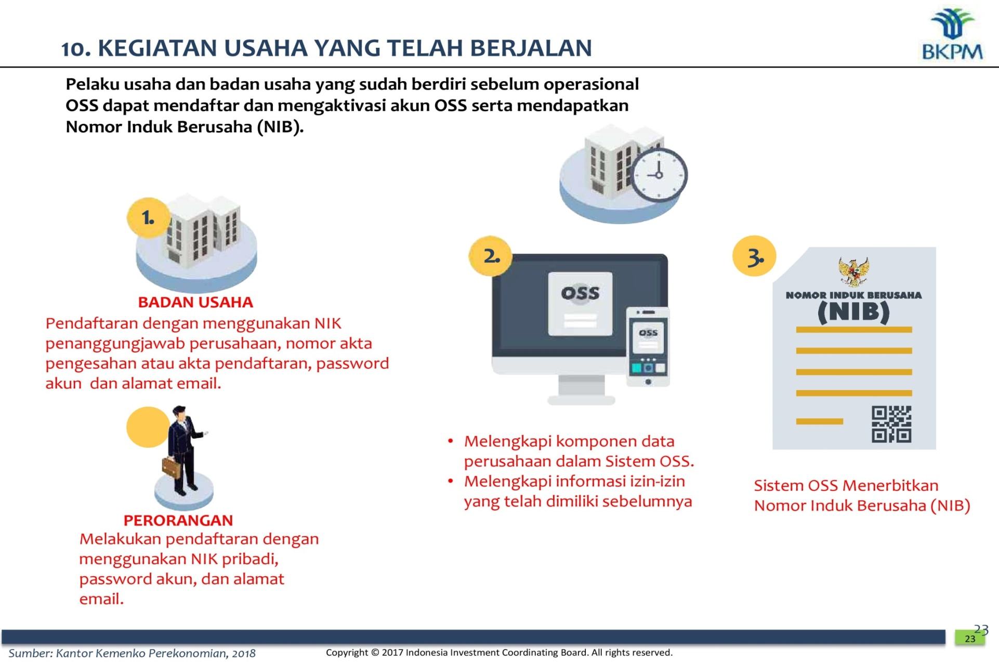 10. KEGIATAN USAHA YANG TELAH BERJALAN
BKPM
Pelaku usaha dan badan usaha yang sudah berdiri sebelum operasional
OSS dapat mendaftar dan mengaktivasi akun OSS serta mendapatkan
Nomor Induk Berusaha (NIB).
1.
BADAN USAHA
Pendaftaran dengan menggunakan NIK
penanggungjawab perusahaan, nomor akta
pengesahan atau akta pendaftaran, password
akun dan alamat email.
PERORANGAN
Melakukan pendaftaran dengan
menggunakan NIK pribadi,
password akun, dan alamat
email.
2.
OSS
OSS
• Melengkapi komponen data
perusahaan dalam Sistem OSS.
• Melengkapi informasi izin-izin
yang telah dimiliki sebelumnya
3.
NOMOR INDUK BERUSAHA
(NIB)
Sistem OSS Menerbitkan
Nomor Induk Berusaha (NIB)
23
23
Sumber: Kantor Kemenko Perekonomian, 2018
Copyright © 2017 Indonesia Investment Coordinating Board. All rights reserved.